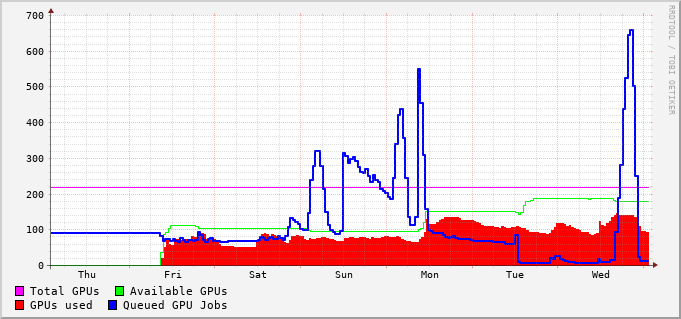 700
600
500
400
300
200
100
0
Thu Fri Sat Sun Mon Tue Wed
Total GPUs Available GPUs
GPUs used Queued GPU Jobs
RRDTOOL / TOBI OETIKER